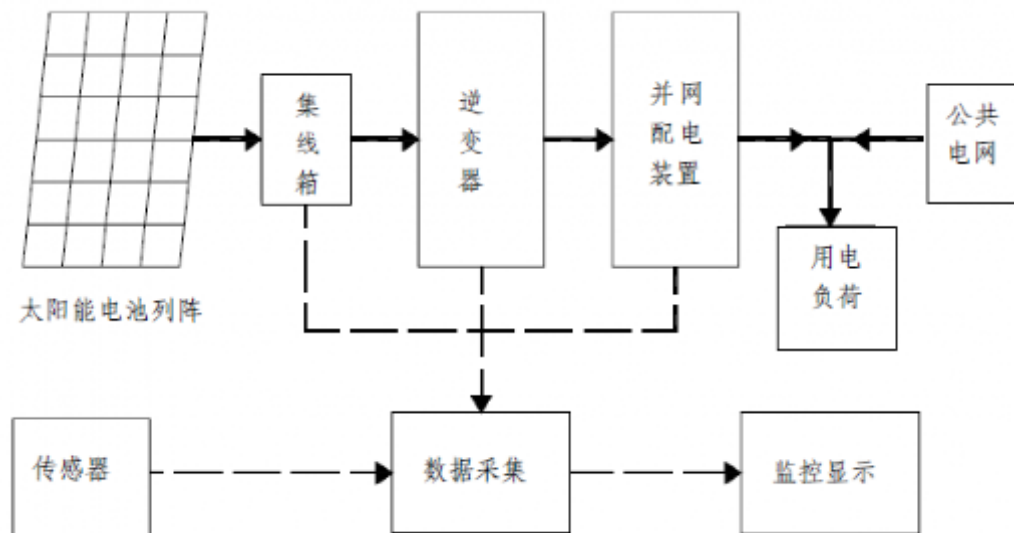 集
线
箱
逆
变
器
并网
配电
装置
公共
电网
用电
负荷
太阳能电池列阵
传感器
数据采集
监控显示